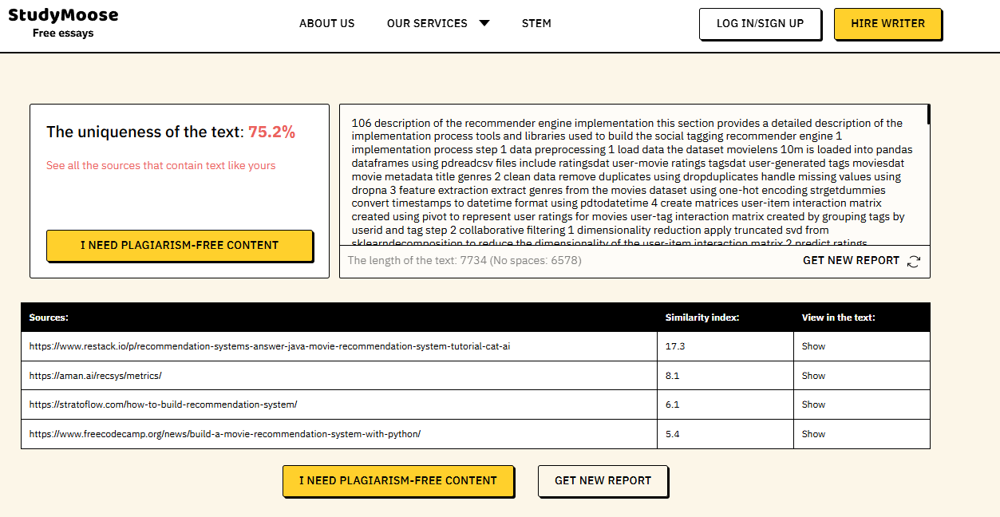 StudyMoose
Free essays
ABOUT US
OUR SERVICES
STEM
LOG IN/SIGN UP
HIRE WRITER
The uniqueness of the text: 75.2%
See all the sources that contain text like yours
I NEED PLAGIARISM-FREE CONTENT
106 description of the recommender engine implementation this section provides a detailed description of the
implementation process tools and libraries used to build the social tagging recommender engine 1
implementation process step 1 data preprocessing 1 load data the dataset movielens 10m is loaded into pandas
dataframes using pdreadcsv files include ratingsdat user-movie ratings tagsdat user-generated tags moviesdat
movie metadata title genres 2 clean data remove duplicates using dropduplicates handle missing values using
dropna 3 feature extraction extract genres from the movies dataset using one-hot encoding strgetdummies
convert timestamps to datetime format using pdtodatetime 4 create matrices user-item interaction matrix
created using pivot to represent user ratings for movies user-tag interaction matrix created by grouping tags by
userid and tag step 2 collaborative filtering 1 dimensionality reduction apply truncated svd from
sklearndecomposition to reduce the dimensionality of the user-item interaction matrix 2 predict ratings
The length of the text: 7734 (No spaces: 6578)
GET NEW REPORT
Sources:
Similarity index:
View in the text:
https://www.restack.io/p/recommendation-systems-answer-java-movie-recommendation-system-tutorial-cat-ai
17.3
Show
https://aman.ai/recsys/metrics/
8.1
Show
https://stratoflow.com/how-to-build-recommendation-system/
6.1
Show
https://www.freecodecamp.org/news/build-a-movie-recommendation-system-with-python/
5.4
Show
I NEED PLAGIARISM-FREE CONTENT
GET NEW REPORT